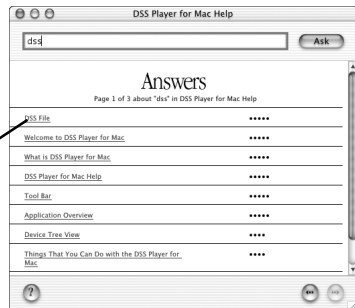 DSS Player for Mac Help
dss
Ask
Answers
Page 1 of 3 about "dss" in DSS Player for Mac Help
DSS File •••••
Welcome to DSS Player for Mac •••••
What is DSS Player for Mac •••••
DSS Player for Mac Help •••••
Tool Bar •••••
Application Overview •••••
Device Tree View ••••
Things That You Can Do with the DSS Player for ••••
Mac
?